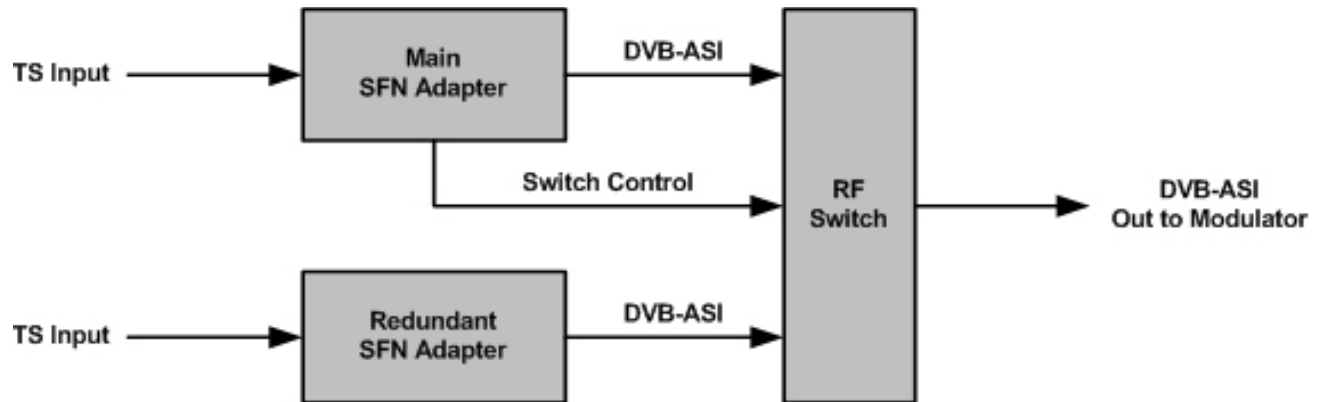 TS Input
Main
SFN Adapter
DVB-ASI
Switch Control
RF
Switch
DVB-ASI
Out to Modulator
TS Input
Redundant
SFN Adapter
DVB-ASI